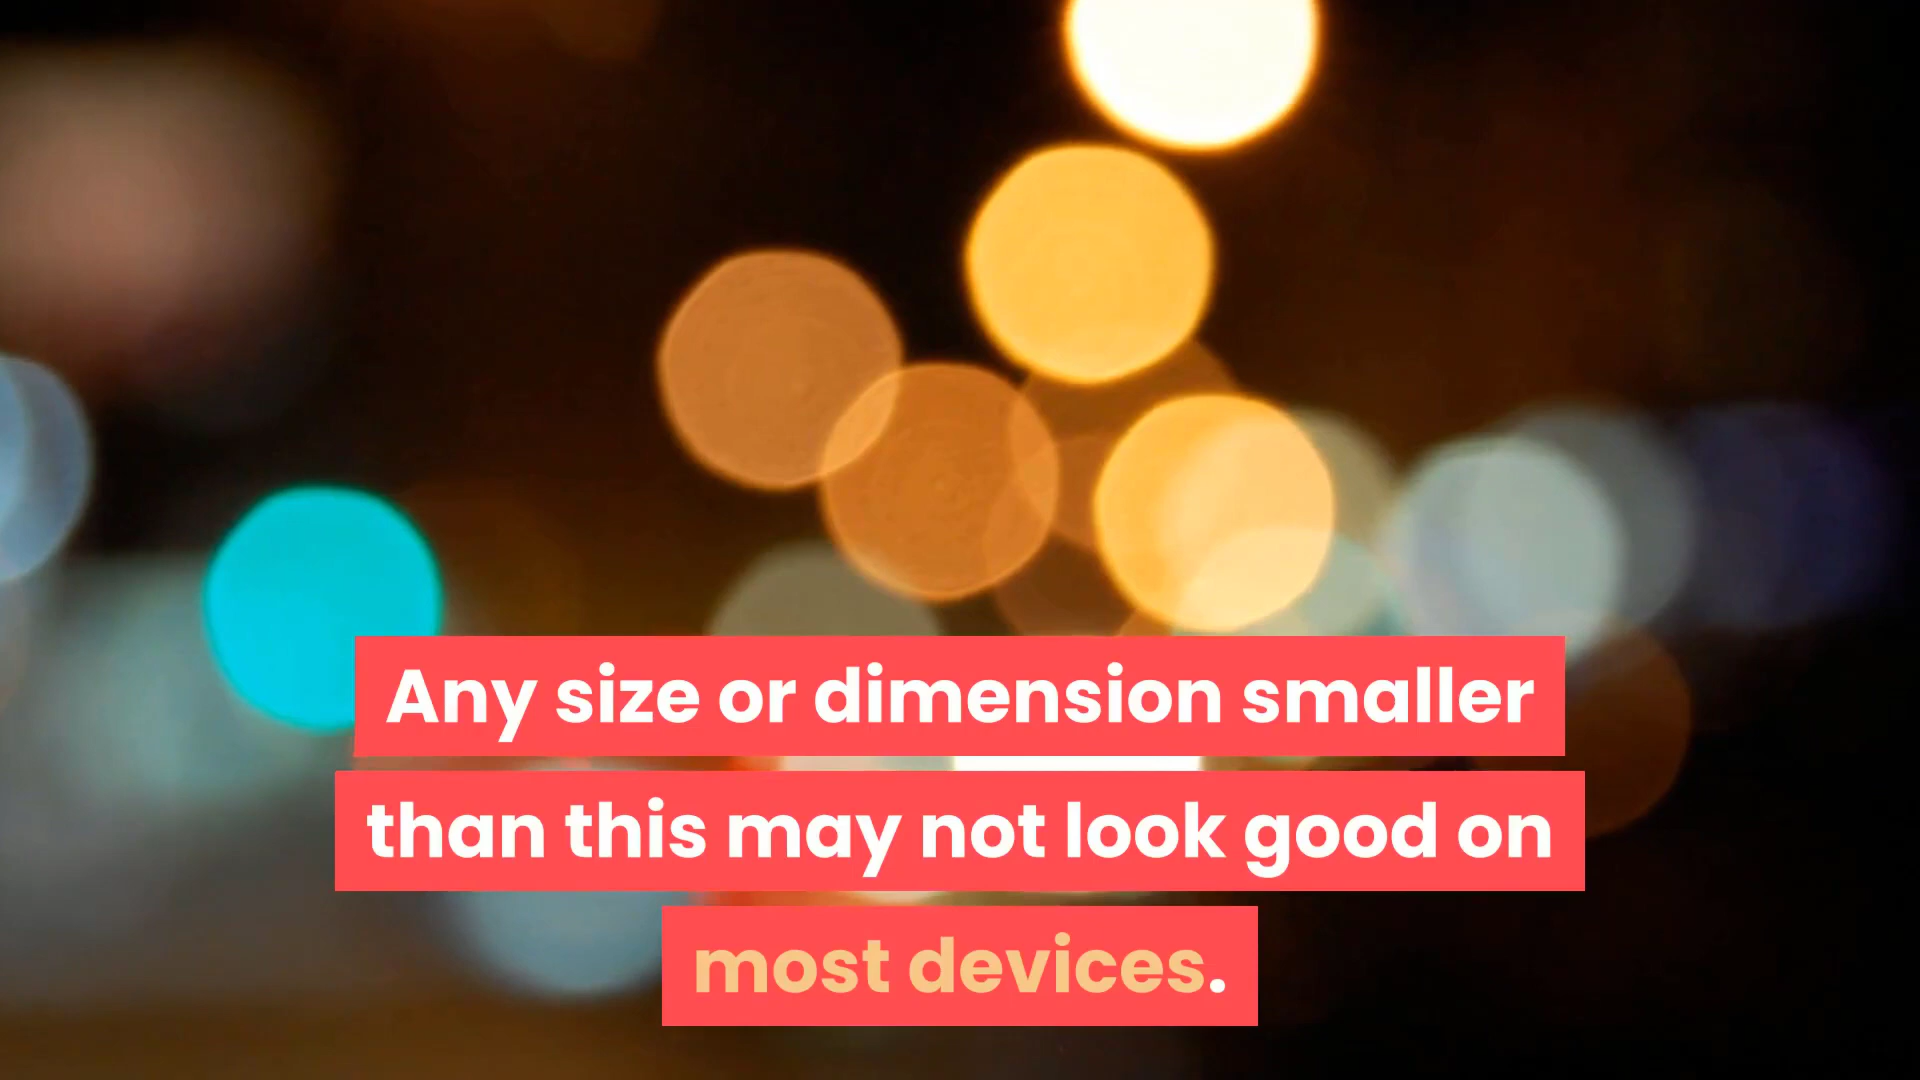 Any size or dimension smaller
than this may not look good on
most devices.